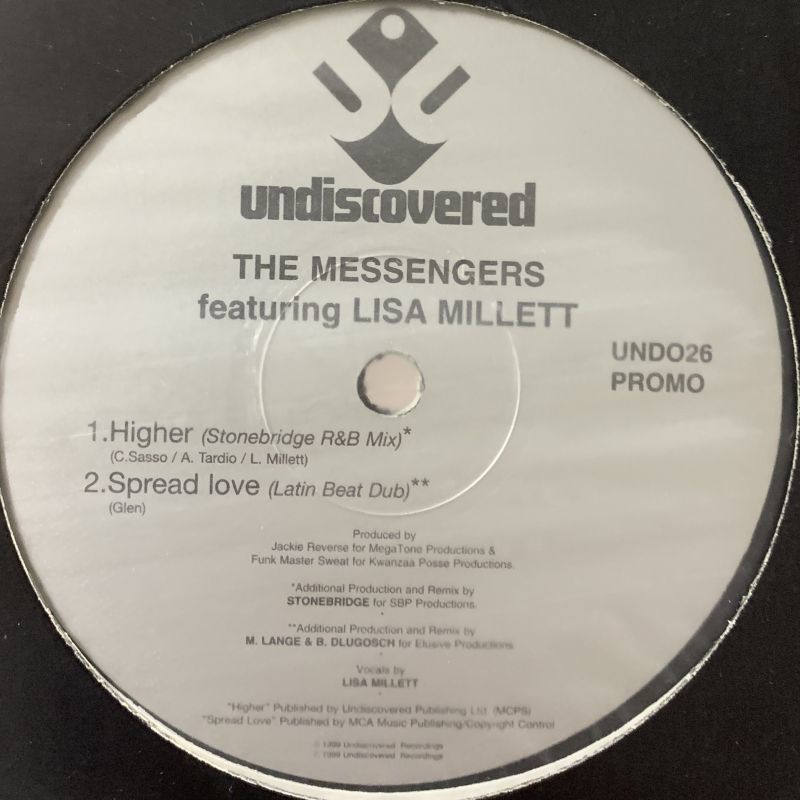 undiscovered
THE MESSENGERS
featuring LISA MILLETT
UNDO26
PROMO
1.Higher (Stonebridge R&B Mix)*
(C.Sasso / A. Tardio / L. Millett)
2.Spread love (Latin Beat Dub)**
(Glen)
Produced by
Jackie Reverse for MegaTone Productions &
Funk Master Sweat for Kwanzaa Posse Productions.
*Additional Production and Remix by
STONEBRIDGE for SBP Productions.
**Additional Production and Remix by
M. LANGE & B. DLUGOSCH for Elusive Productions.
Vocals by
LISA MILLETT
"Higher" Published by Undiscovered Publishing Ltd. (MCPS)
"Spread Love" Published by MCA Music Publishing/Copyright Control
1999 Undiscovered Recordings
1999 Undiscovered Recordings